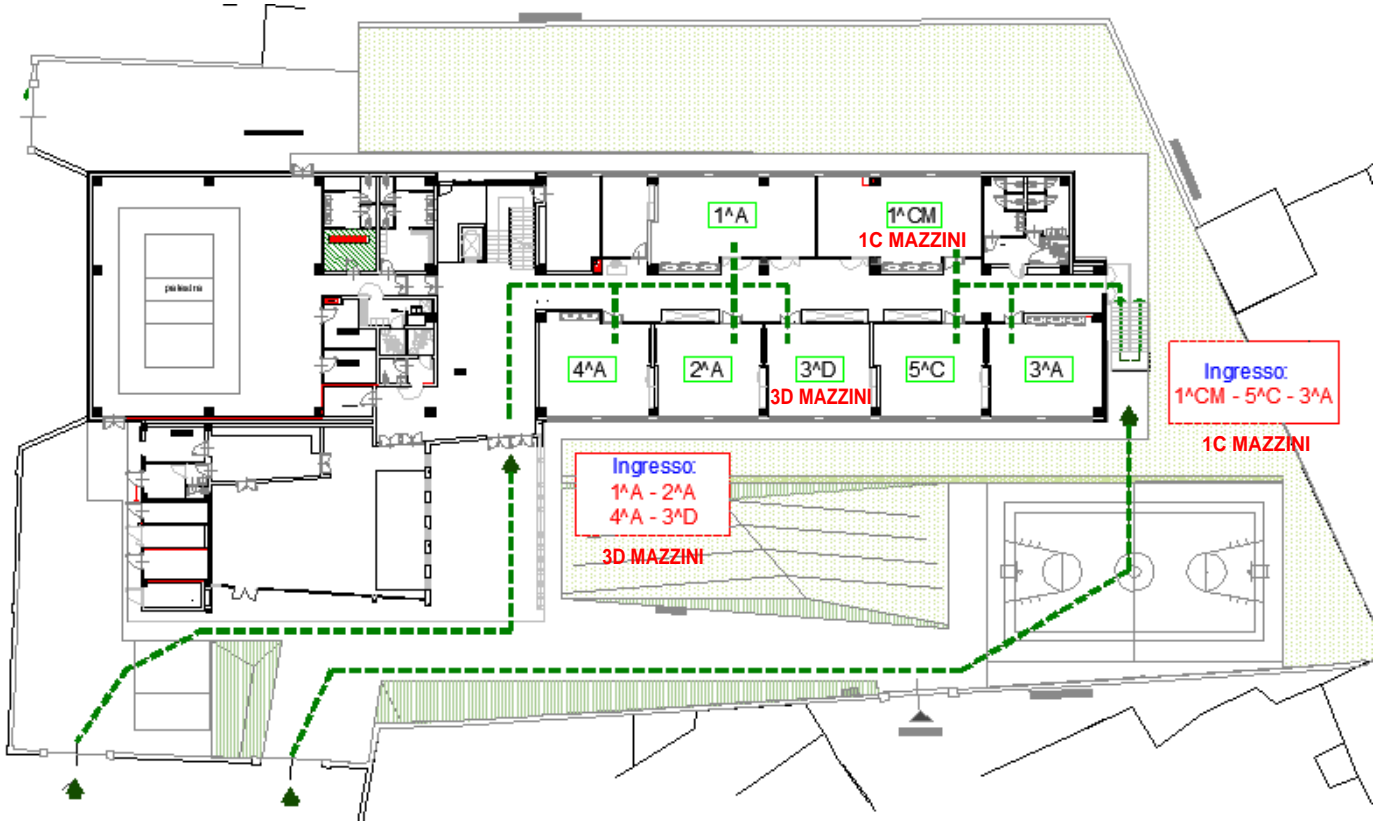 1^A
1^CM
1C MAZZINI
palestra
4^A
2^A
3^D
5^C
3^A
3D MAZZINI
Ingresso:
1^CM - 5^C - 3^A
1C MAZZINI
Ingresso:
1^A - 2^A
4^A - 3^D
3D MAZZINI